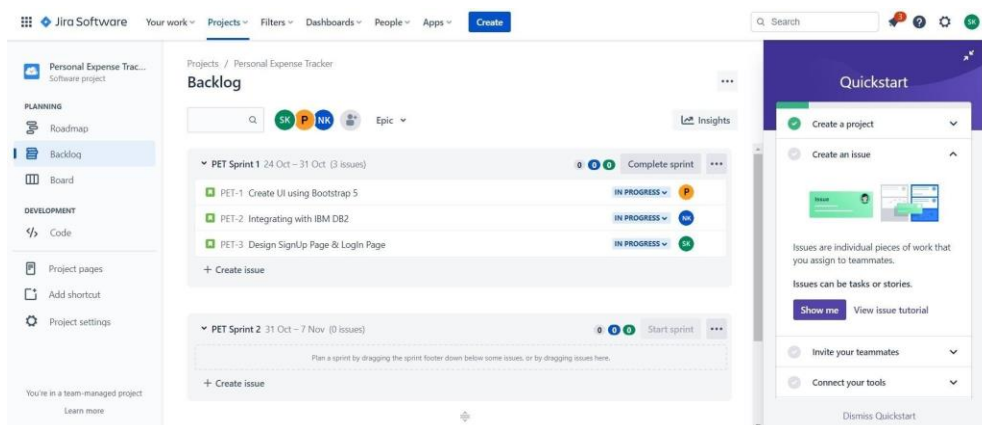 Jira Software Your work Projects Filters Dashboards People Apps Create Search 3 SK
Personal Expense Trac...
Software project
PLANNING
Roadmap
Backlog
Board
DEVELOPMENT
Code
Project pages
Add shortcut
Project settings
You're in a team-managed project
Learn more
Projects / Personal Expense Tracker
Backlog
SK P NK Epic Insights
PET Sprint 1 24 Oct – 31 Oct (3 issues) 0 0 0 Complete sprint
PET-1 Create UI using Bootstrap 5 IN PROGRESS P
PET-2 Integrating with IBM DB2 IN PROGRESS NK
PET-3 Design SignUp Page & LogIn Page IN PROGRESS SK
+ Create issue
PET Sprint 2 31 Oct – 7 Nov (0 issues) 0 0 0 Start sprint
Plan a sprint by dragging the sprint footer down below some issues, or by dragging issues here.
+ Create issue
Quickstart
Create a project
Create an issue
Issue
Issues are individual pieces of work that
you assign to teammates.
Issues can be tasks or stories.
Show me View issue tutorial
Invite your teammates
Connect your tools
Dismiss Quickstart